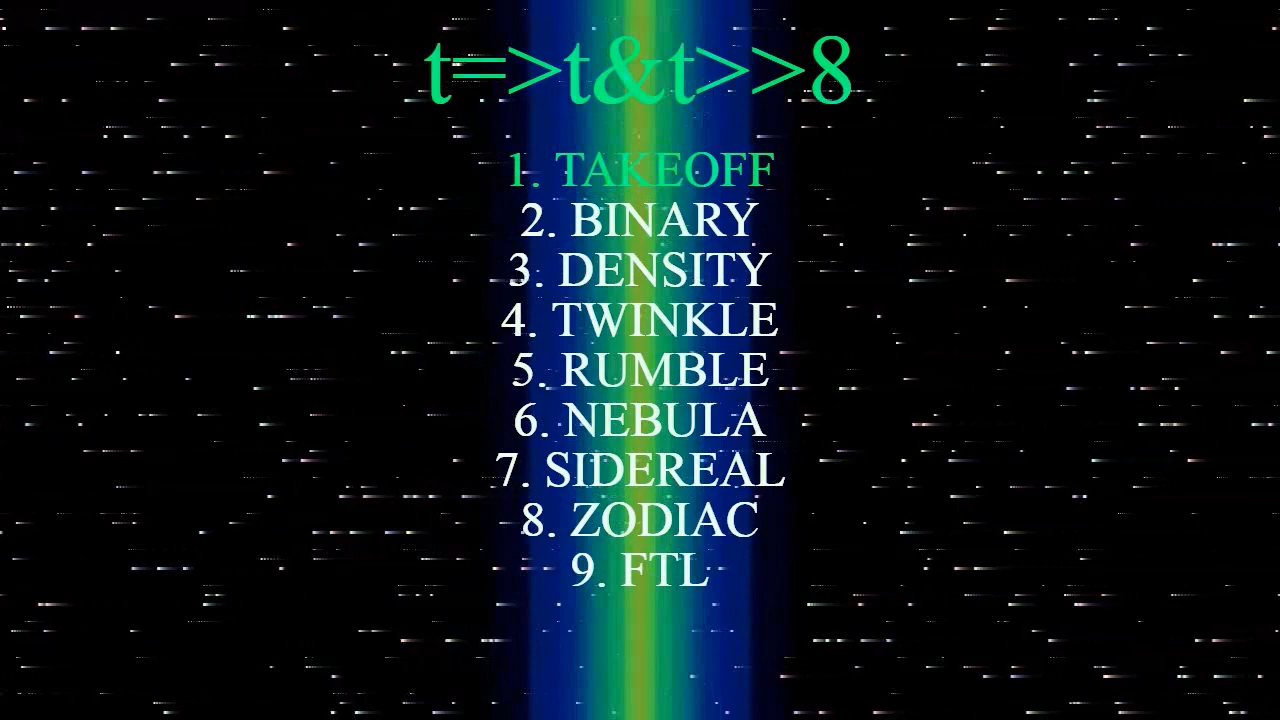 t=>t&t>>8
1. TAKEOFF
2. BINARY
3. DENSITY
4. TWINKLE
5. RUMBLE
6. NEBULA
7. SIDEREAL
8. ZODIAC
9. FTL